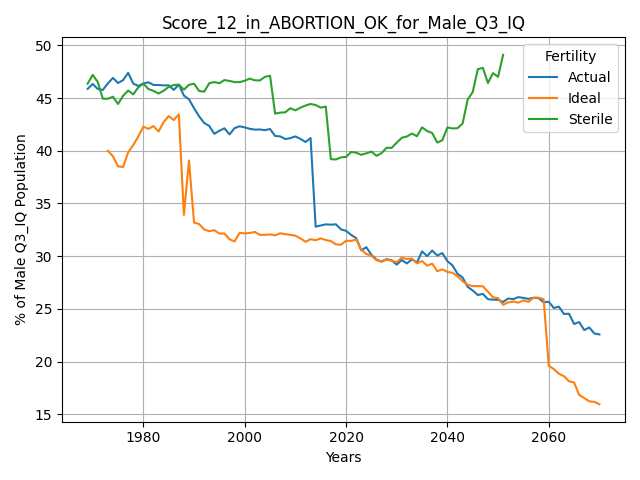 Score_12_in_ABORTION_OK_for_Male_Q3_IQ
% of Male Q3_IQ Population
50
45
40
35
30
25
20
15
Fertility
Actual
Ideal
Sterile
1980 2000 2020 2040 2060
Years